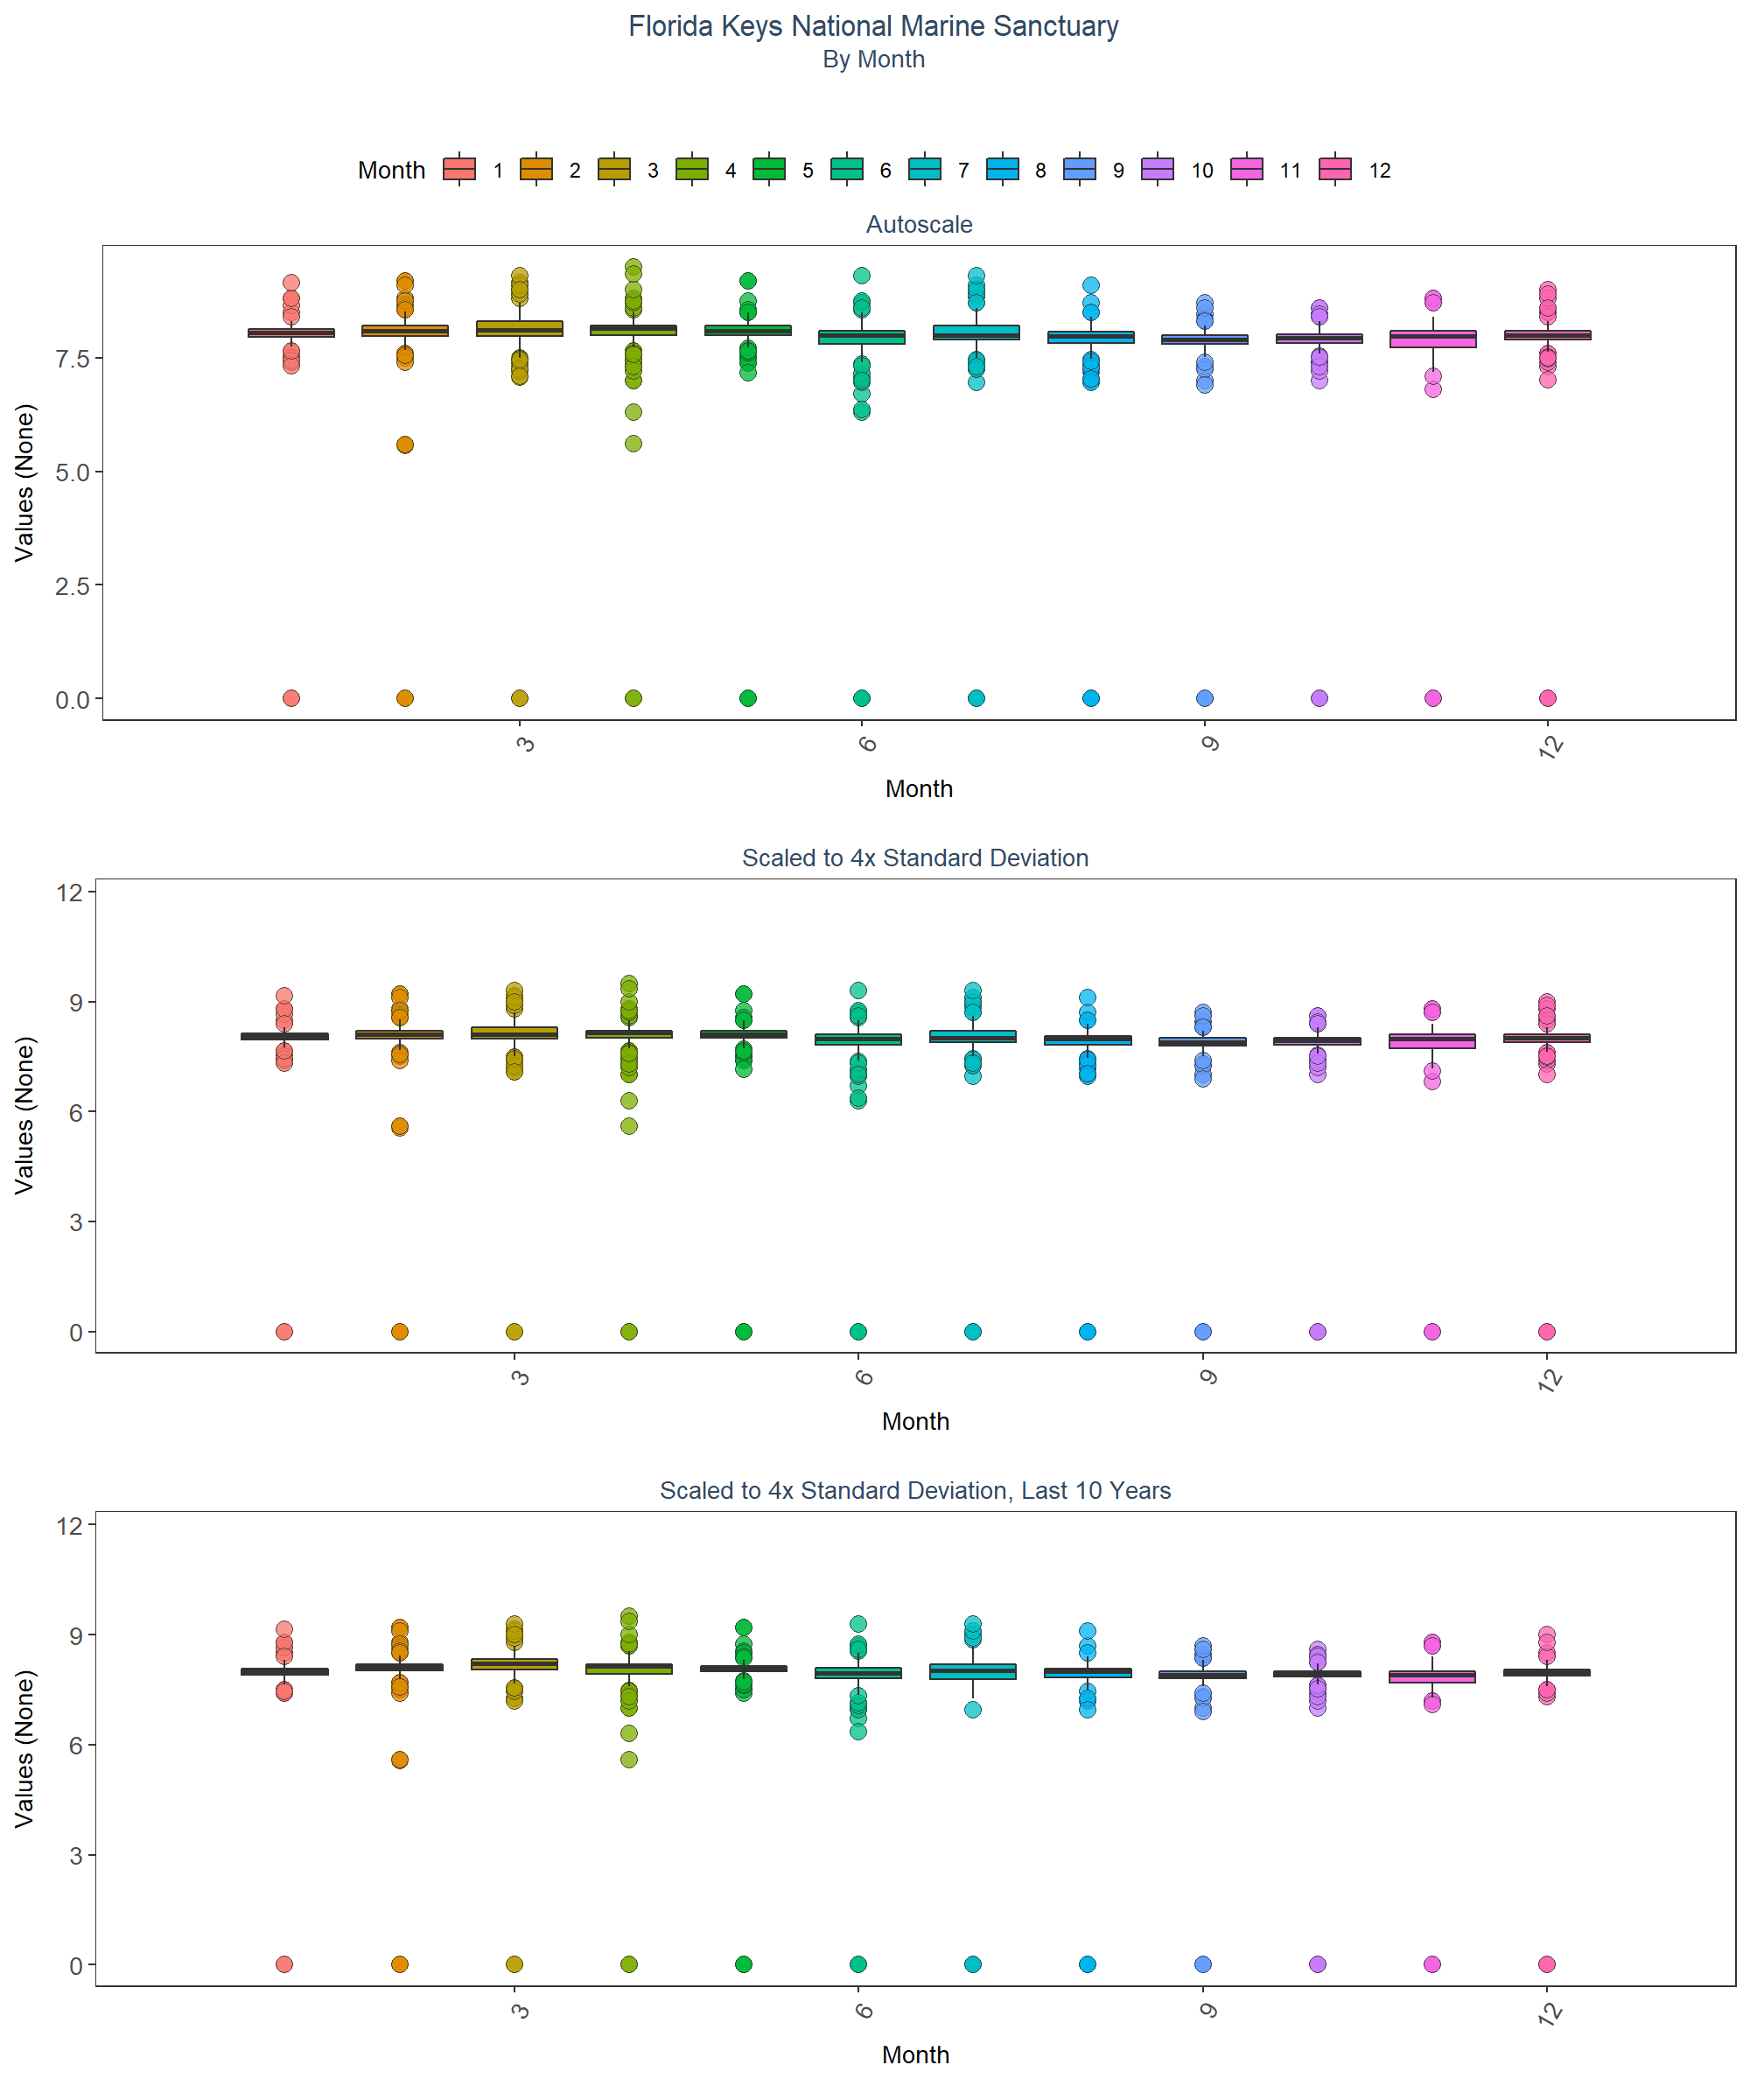 Florida Keys National Marine Sanctuary
By Month
Month 1 2 3 4 5 6 7 8 9 10 11 12
Autoscale
Values (None)
7.5
5.0
2.5
0.0
3 6 9 12
Month
Scaled to 4x Standard Deviation
Values (None)
12
9
6
3
0
3 6 9 12
Month
Scaled to 4x Standard Deviation, Last 10 Years
Values (None)
12
9
6
3
0
3 6 9 12
Month